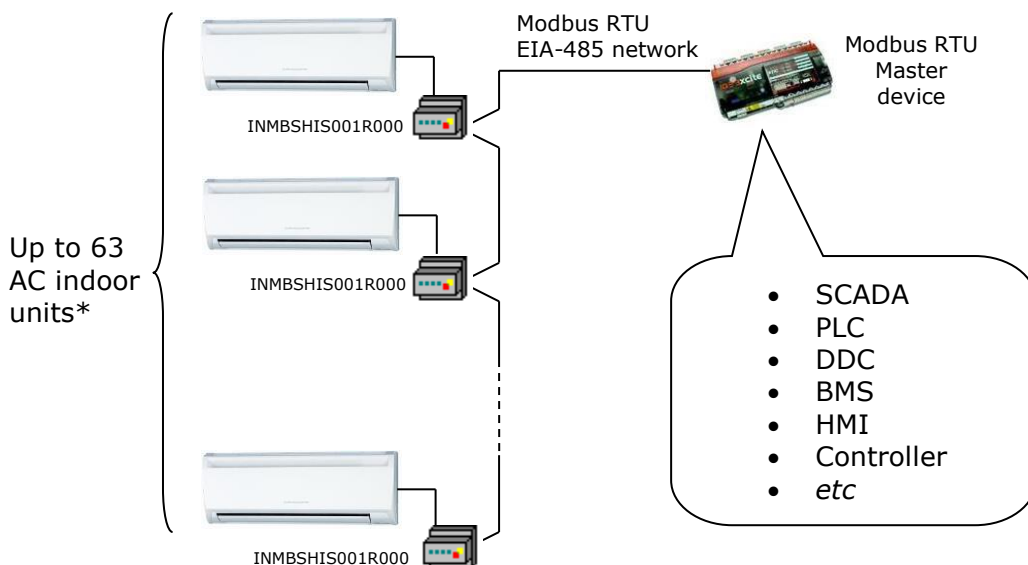 Modbus RTU
EIA-485 network
Modbus RTU
Master
device
INMBSHIS001R000
INMBSHIS001R000
Up to 63
AC indoor
units*
• SCADA
• PLC
• DDC
• BMS
• HMI
• Controller
• etc
INMBSHIS001R000